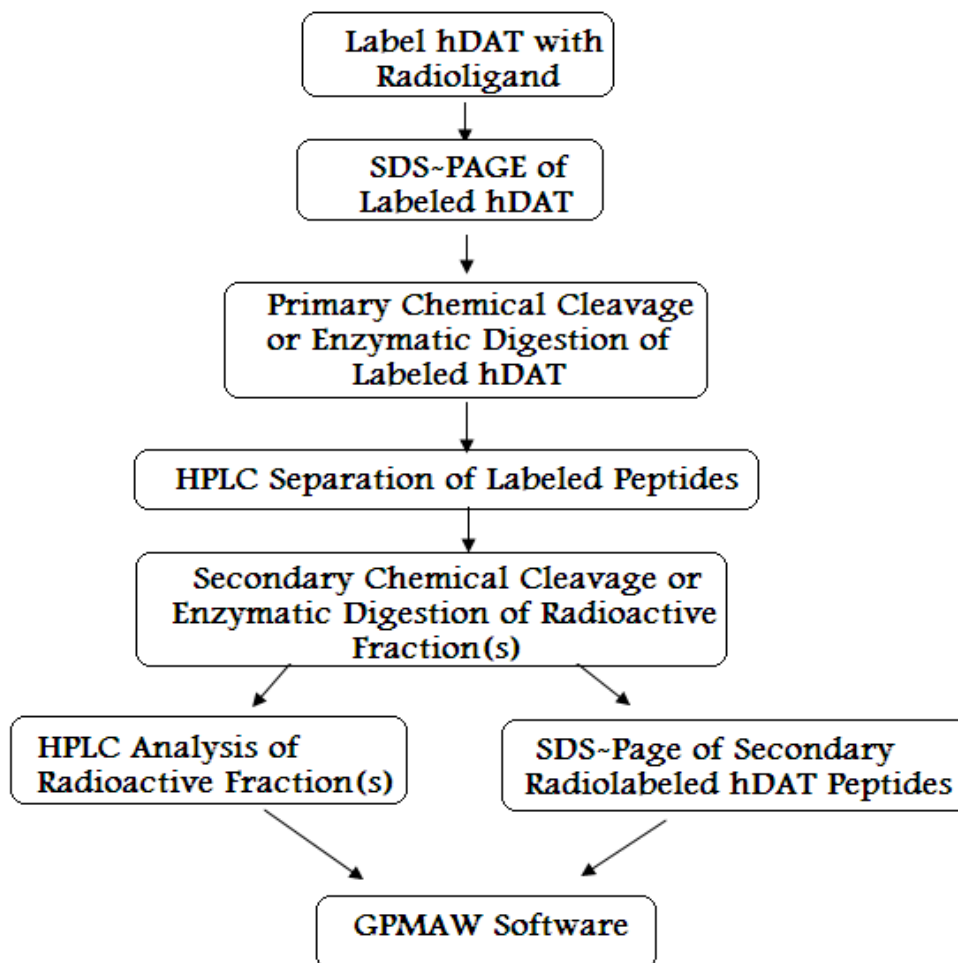 Label hDAT with
Radioligand
SDS~PAGE of
Labeled hDAT
Primary Chemical Cleavage
or Enzymatic Digestion of
Labeled hDAT
HPLC Separation of Labeled Peptides
Secondary Chemical Cleavage or
Enzymatic Digestion of Radioactive
Fraction(s)
HPLC Analysis of
Radioactive Fraction(s)
SDS~Page of Secondary
Radiolabeled hDAT Peptides
GPMAW Software